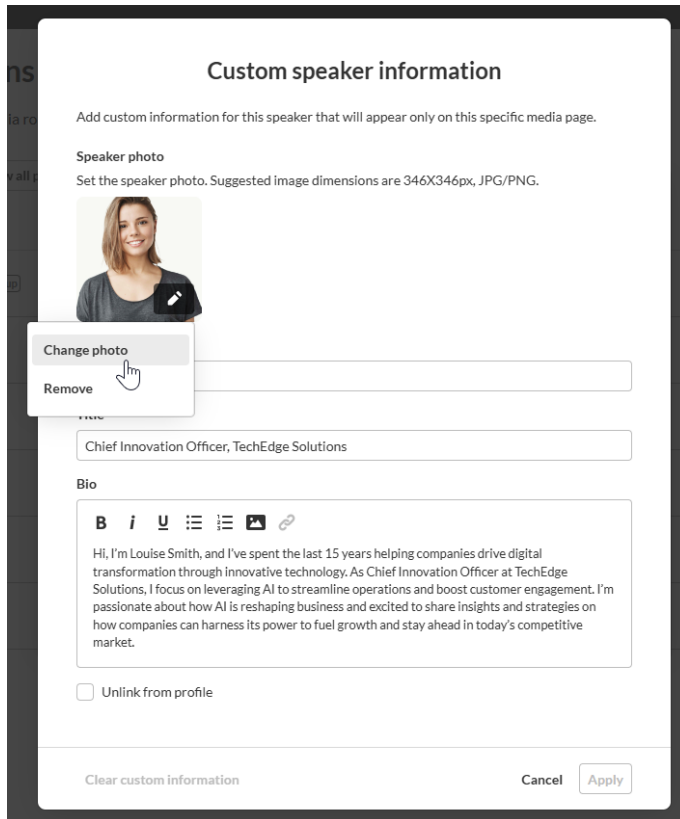 Custom speaker information
Add custom information for this speaker that will appear only on this specific media page.
Speaker photo
Set the speaker photo. Suggested image dimensions are 346X346px, JPG/PNG.
Change photo
Remove
Title
Chief Innovation Officer, TechEdge Solutions
Bio
B i U
Hi, I'm Louise Smith, and I've spent the last 15 years helping companies drive digital
transformation through innovative technology. As Chief Innovation Officer at TechEdge
Solutions, I focus on leveraging AI to streamline operations and boost customer engagement. I'm
passionate about how AI is reshaping business and excited to share insights and strategies on
how companies can harness its power to fuel growth and stay ahead in today's competitive
market.
Unlink from profile
Clear custom information
Cancel
Apply